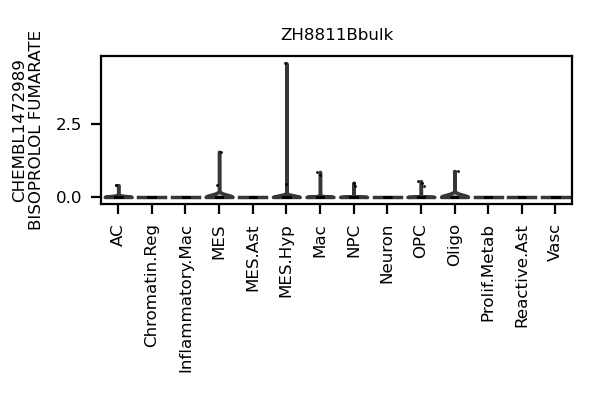 ZH8811Bbulk
CHEMBL1472989
BISOPROLOL FUMARATE
2.5
0.0
AC
Chromatin.Reg
Inflammatory.Mac
MES
MES.Ast
MES.Hyp
Mac
NPC
Neuron
OPC
Oligo
Prolif.Metab
Reactive.Ast
Vasc